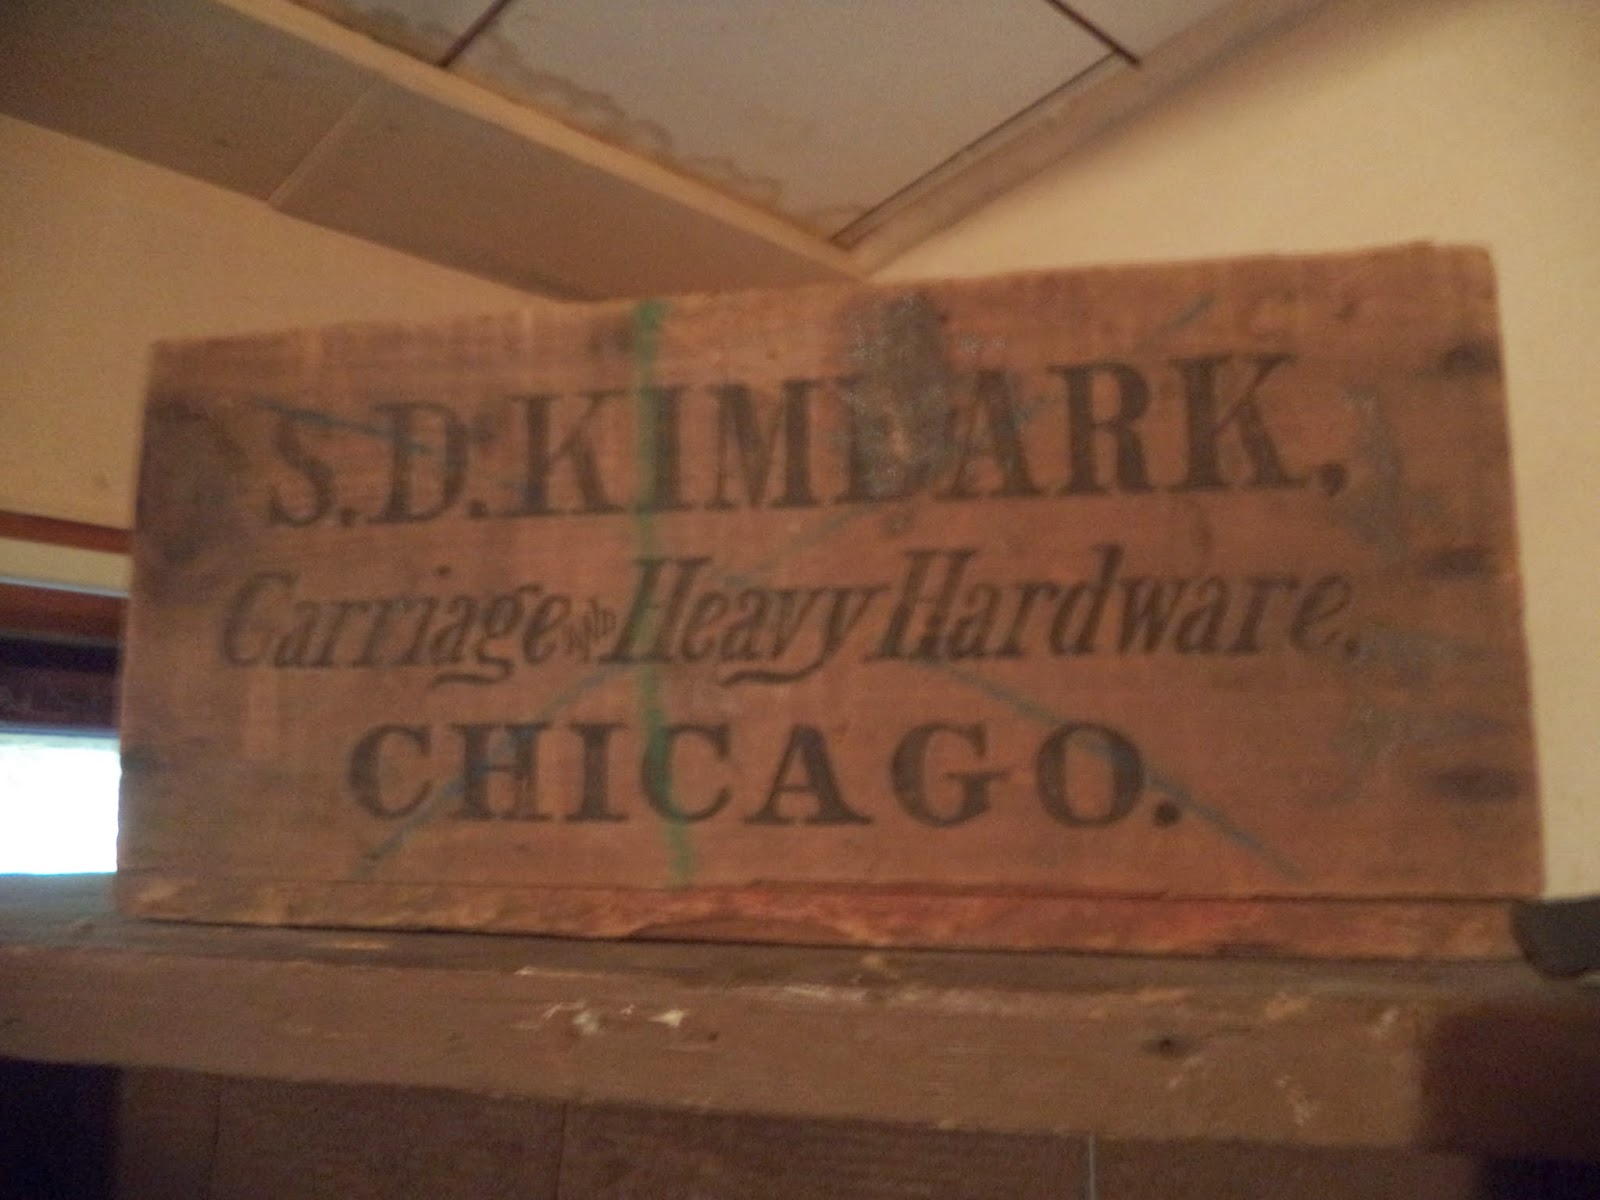 S.D.KIMBARK,
Carriage AND Heavy Hardware.
CHICAGO.